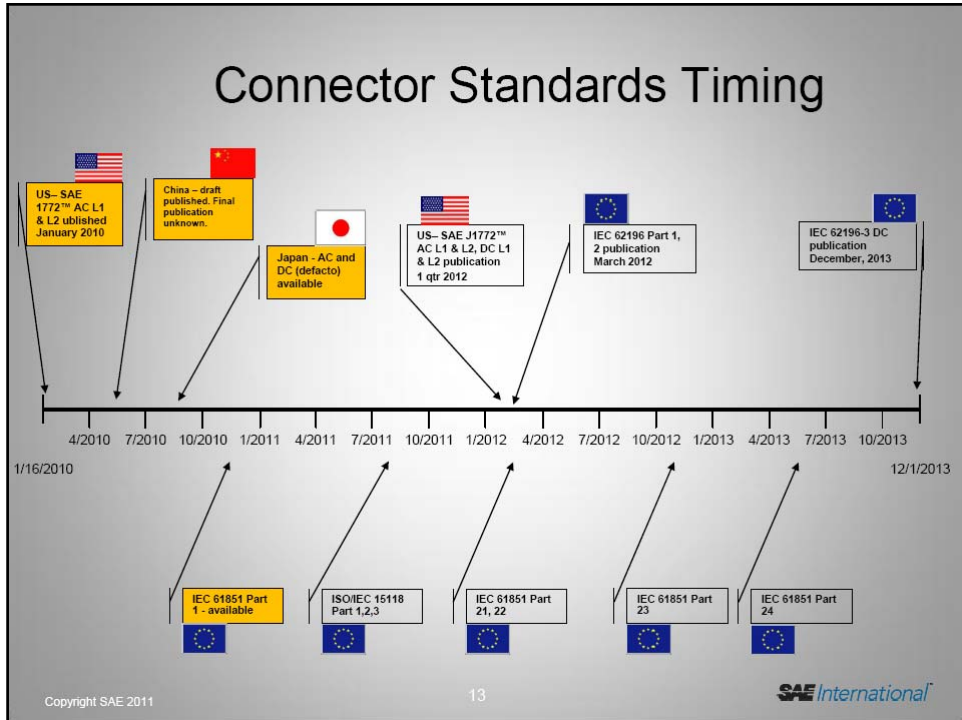 Connector Standards Timing
US– SAE
1772™ AC L1
& L2 ublished
January 2010
China – draft
published. Final
publication
unknown.
Japan - AC and
DC (defacto)
available
US– SAE J1772™
AC L1 & L2, DC L1
& L2 publication
1 qtr 2012
IEC 62196 Part 1,
2 publication
March 2012
IEC 62196-3 DC
publication
December, 2013
4/2010 7/2010 10/2010 1/2011 4/2011 7/2011 10/2011 1/2012 4/2012 7/2012 10/2012 1/2013 4/2013 7/2013 10/2013
1/16/2010 12/1/2013
IEC 61851 Part
1 - available
ISO/IEC 15118
Part 1,2,3
IEC 61851 Part
21, 22
IEC 61851 Part
23
IEC 61851 Part
24
Copyright SAE 2011
13
SAE International